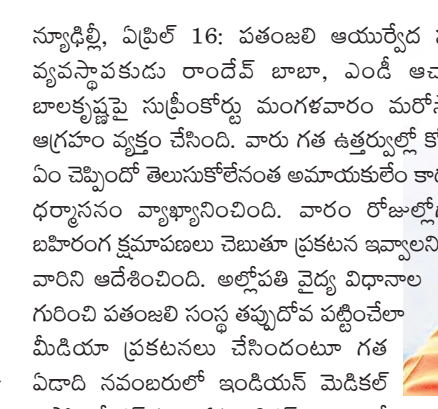 న్యూఢిల్లీ, ఏప్రిల్ 16: పతంజలి ఆయుర్వేద
వ్యవస్థాపకుడు రాందేవ్ బాబా, ఎండీ
బాలకృష్ణపై సుప్రీంకోర్టు మంగళవారం
ఆగ్రహం వ్యక్తం చేసింది. వారు గత ఉత్తర్వుల్లో
ఏం చెప్పిందో తెలుసుకోలేనంత అమాయకులేం
ధర్మాసనం వ్యాఖ్యానించింది. వారం
బహిరంగ క్షమాపణలు చెబుతూ ప్రకటన ఇవ్వాలని
వారిని ఆదేశించింది. అల్లోపతి వైద్య విధానాల
గురించి పతంజలి సంస్థ తప్పుదోవ పట్టించేలా
మీడియా ప్రకటనలు చేసిందంటూ గత
ఏడాది నవంబరులో ఇండియన్ మెడికల్